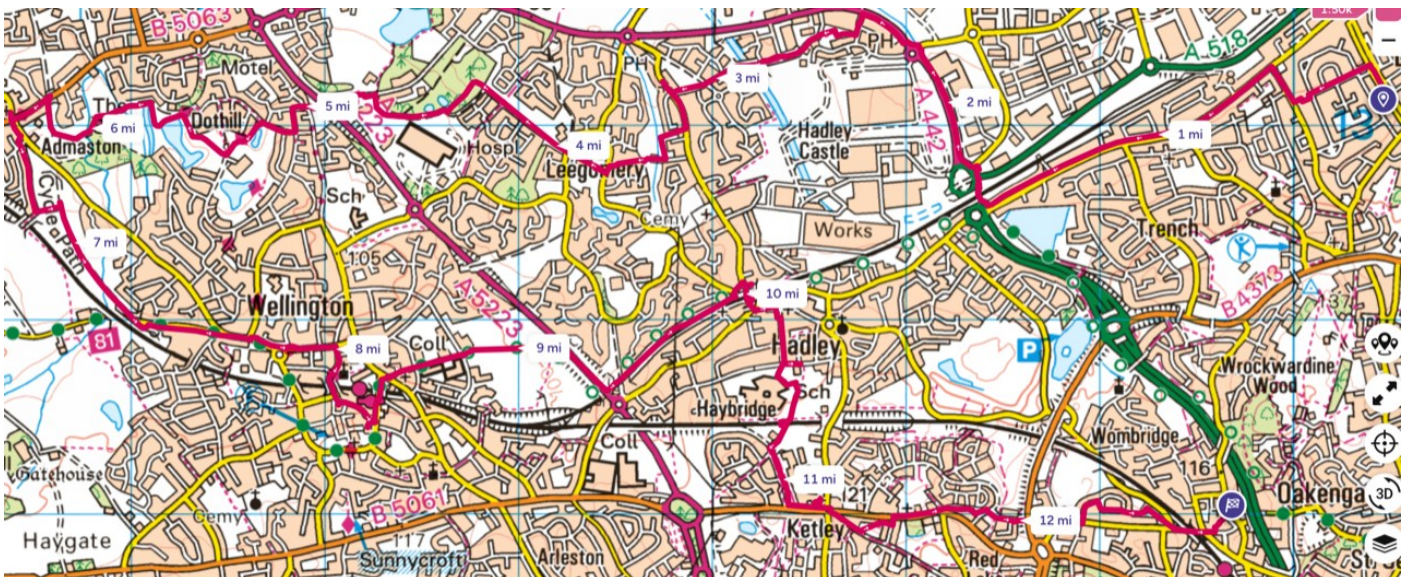 B 5063
1:50k
PH
PH
A 518
78
Motel
3 mi
2 mi
5 mi
A 442
The
6 mi
Dothill
Hadley
Castle
13
1 mi
Admaston
Hospl
4 mi
Leegomery
Sch
Cemy
Works
Trench
Cycle Path
7 mi
105
B 4373
Wellington
10 mi
A 5223
81
8 mi
Coll
9 mi
Hadley
P
Wrockwardine
Wood
Sch
Haybridge
Coll
Wombridge
116
Gatehouse
11 mi
121
Oakenga
3D
Cemy
B 5061
Ketley
12 mi
Haygate
117
Sunnycroft
Arleston
Red